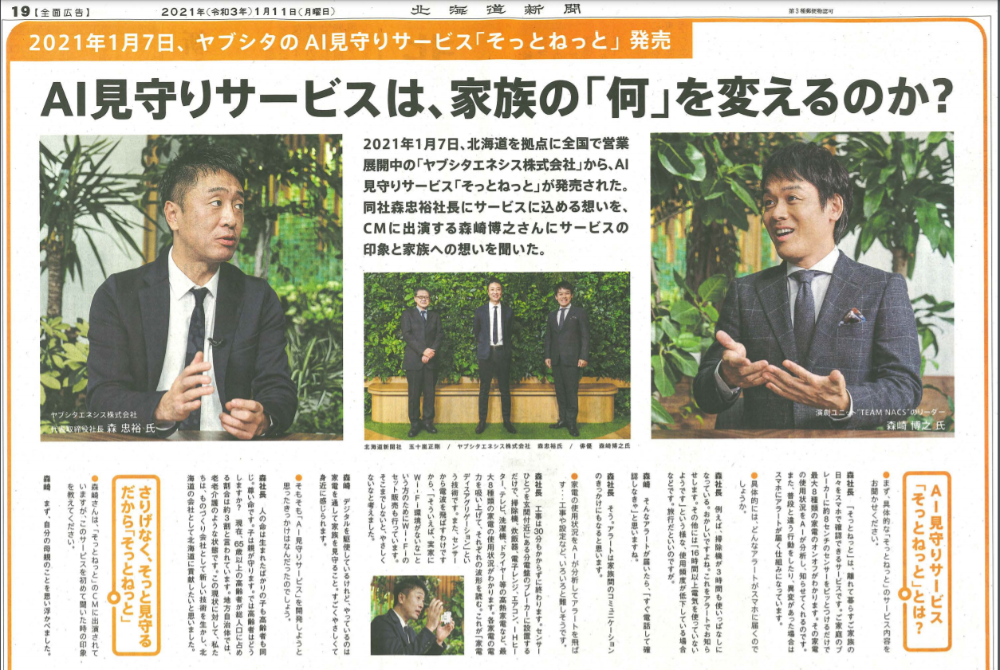 19【全面広告】
2021年(令和3年)1月11日(月曜日)
北海道新聞
第3種郵便物認可
2021年1月7日、ヤブシタのAI見守りサービス「そっとねっと」発売
AI見守りサービスは、家族の「何」を変えるのか?
2021年1月7日、北海道を拠点に全国で営業
展開中の「ヤブシタエネシス株式会社」から、AI
見守りサービス「そっとねっと」が発売された。
同社森忠裕社長にサービスに込める想いを、
CMに出演する森崎博之さんにサービスの
印象と家族への想いを聞いた。
ヤブシタエネシス株式会社
代表取締役社長 森 忠裕 氏
演劇ユニット"TEAM NACS"のリーダー
森崎 博之 氏
北海道新聞社 五十嵐正剛 / ヤブシタエネシス株式会社 森忠裕氏 / 俳優 森崎博之氏
AI見守りサービス
「そっとねっと」とは?
●まず、具体的な「そっとねっと」のサービス内容を
お聞かせください。
森社長 「そっとねっと」は、離れて暮らすご家族の
日々をスマホで確認できるサービスです。ご家庭のブ
レーカーに約8センチのセンサーをピッとつけるだけで
最大8種類の家電のオンオフがわかります。その家電
の使用状況をAIが分析し、知らせてくれるのです。
また、普段と違う行動をしたり、異変があった場合は
スマホにアラートが届く仕組みになっています。
●具体的には、どんなアラートがスマホに届くので
しょうか。
森社長 例えば、掃除機が3時間も使いっぱなしに
なっている。おかしいですよね。これをアラートでお知ら
せします。その他には「16時間以上電気を使っていない
ようです」という様な、使用頻度が低下している場合
などです。旅行だといいのですが。
森崎 そんなアラートが届いたら、「すぐ電話して確
認しなきゃ」と思いますね。
森社長 そう。アラートは家族間のコミュニケーション
のきっかけにもなると思います。
●家電の使用状況をAIが分析してアラートを飛ば
す…工事や設定など、いろいろと難しそうです。
森社長 工事は30分もかからずに終わります。センサー
ひとつを玄関付近にある分電盤のブレーカーに設置する
だけで、掃除機、炊飯器、電子レンジ、エアコン、IHヒー
ター、テレビ、洗濯機、ドライヤー等の高熱家電など、最
大8種類の家電の使用状況がわかります。各家電の電
力を吸い上げて、それぞれの波形を読む。これが「家電
ディスアグリゲーション」とい
う技術です。また、センサー
から電波を飛ばすわけです
から、「そういえば、実家に
Wi-Fi環境がないな」と
いう方のためにWi-Fiの
セット販売も行っています。
そこまでしないと、やさしく
ないなと考えました。
森崎 デジタルを駆使しているけれど、やっているのは
家電を通して家族を見守ること。すごくやさしくて
身近に感じられます。
●そもそも、「AI見守りサービス」を開発しようと
思ったきっかけはなんだったのでしょう。
森社長 人の命は生まれたばかりの子も高齢者も同
じ。尊い命です。子は親が守ります。では高齢者はどう
しますか? 現在、65歳以上の高齢者が総人口に占め
る割合は約3割と言われています。地方自治体では、
老老介護のような状態です。この現状に対して、私た
ちは、ものづくり会社として新しい技術を生かし、北
海道の会社として北海道に貢献したいと思いました。
さりげなく、そっと見守る
だから「そっとねっと」
●森崎さんは、「そっとねっと」のCMに出演されて
いますが、このサービスを初めて聞いた時の印象
を教えてください。
森崎 まず、自分の母親のことを思い浮かべました。